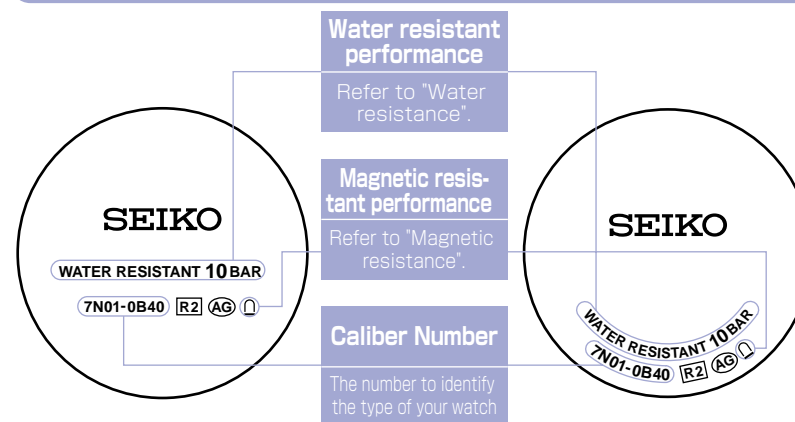 Water resistant
performance
Refer to "Water
resistance".
Magnetic resis-
tant performance
Refer to "Magnetic
resistance".
Caliber Number
The number to identify
the type of your watch
SEIKO
WATER RESISTANT 10 BAR
7N01-0B40 R2 AG
SEIKO
WATER RESISTANT 10 BAR
7N01-0B40 R2 AG